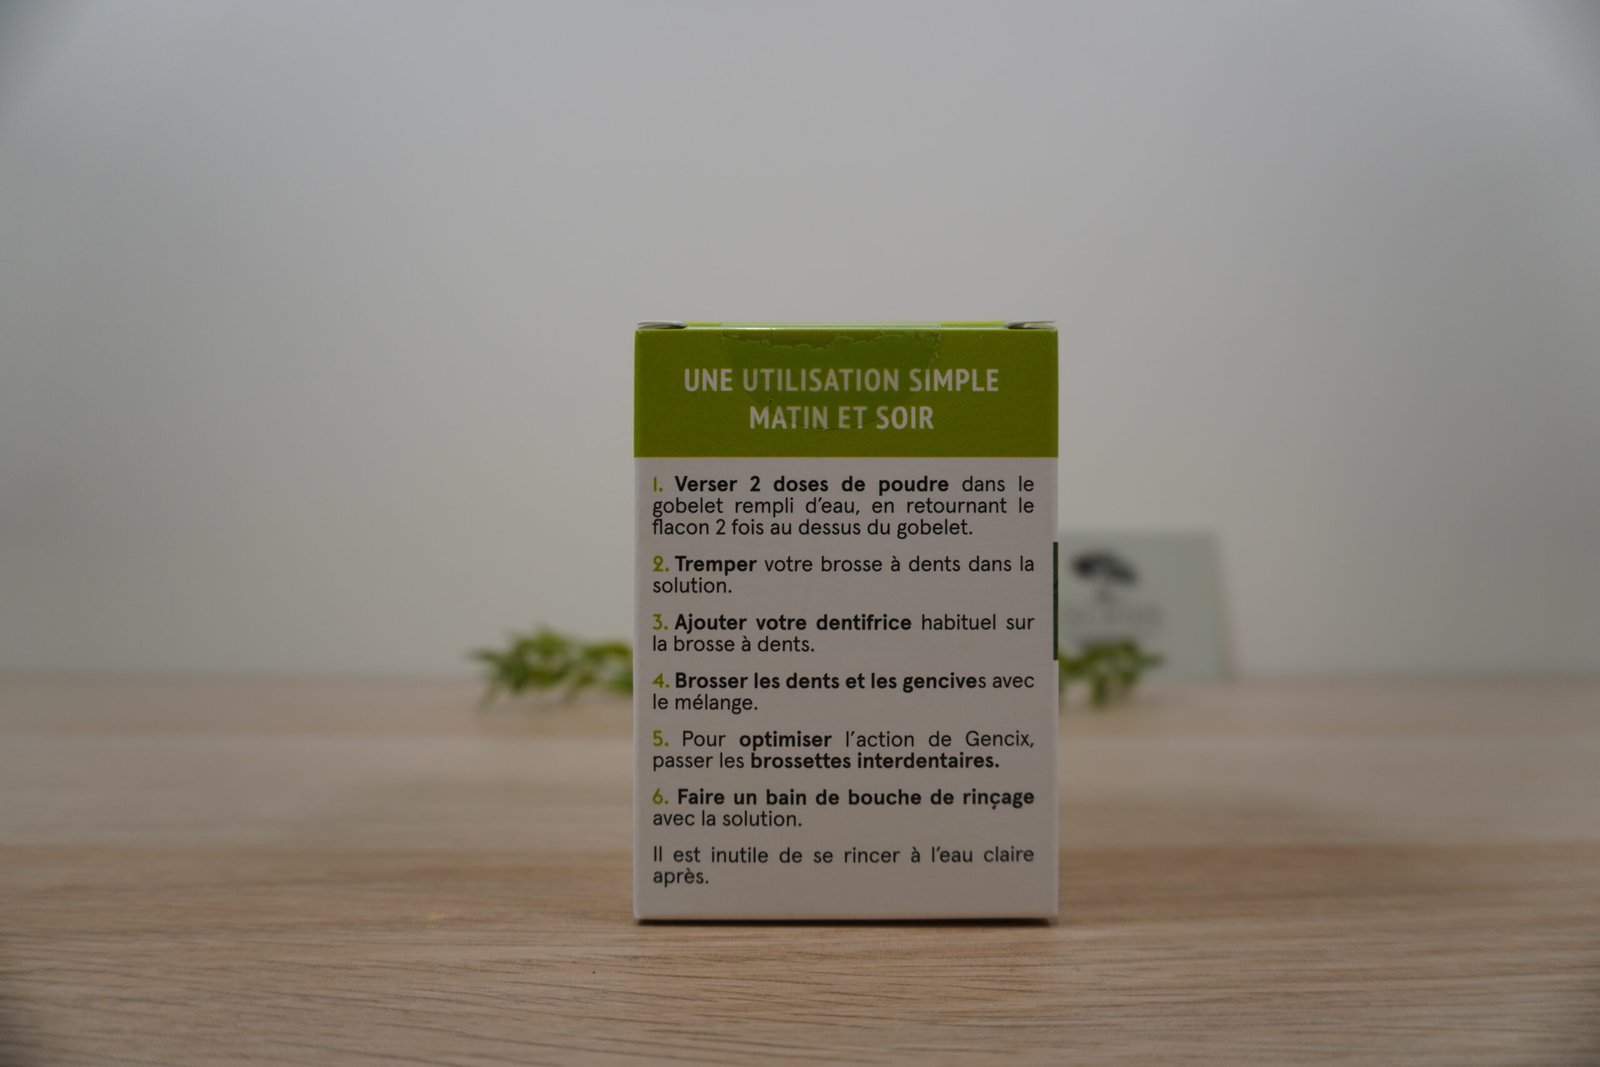 UNE UTILISATION SIMPLE
MATIN ET SOIR
1. Verser 2 doses de poudre dans le
gobelet rempli d’eau, en retournant le
flacon 2 fois au dessus du gobelet.
2. Tremper votre brosse à dents dans la
solution.
3. Ajouter votre dentifrice habituel sur
la brosse à dents.
4. Brosser les dents et les gencives avec
le mélange.
5. Pour optimiser l’action de Gencix,
passer les brossettes interdentaires.
6. Faire un bain de bouche de rinçage
avec la solution.
Il est inutile de se rincer à l’eau claire
après.